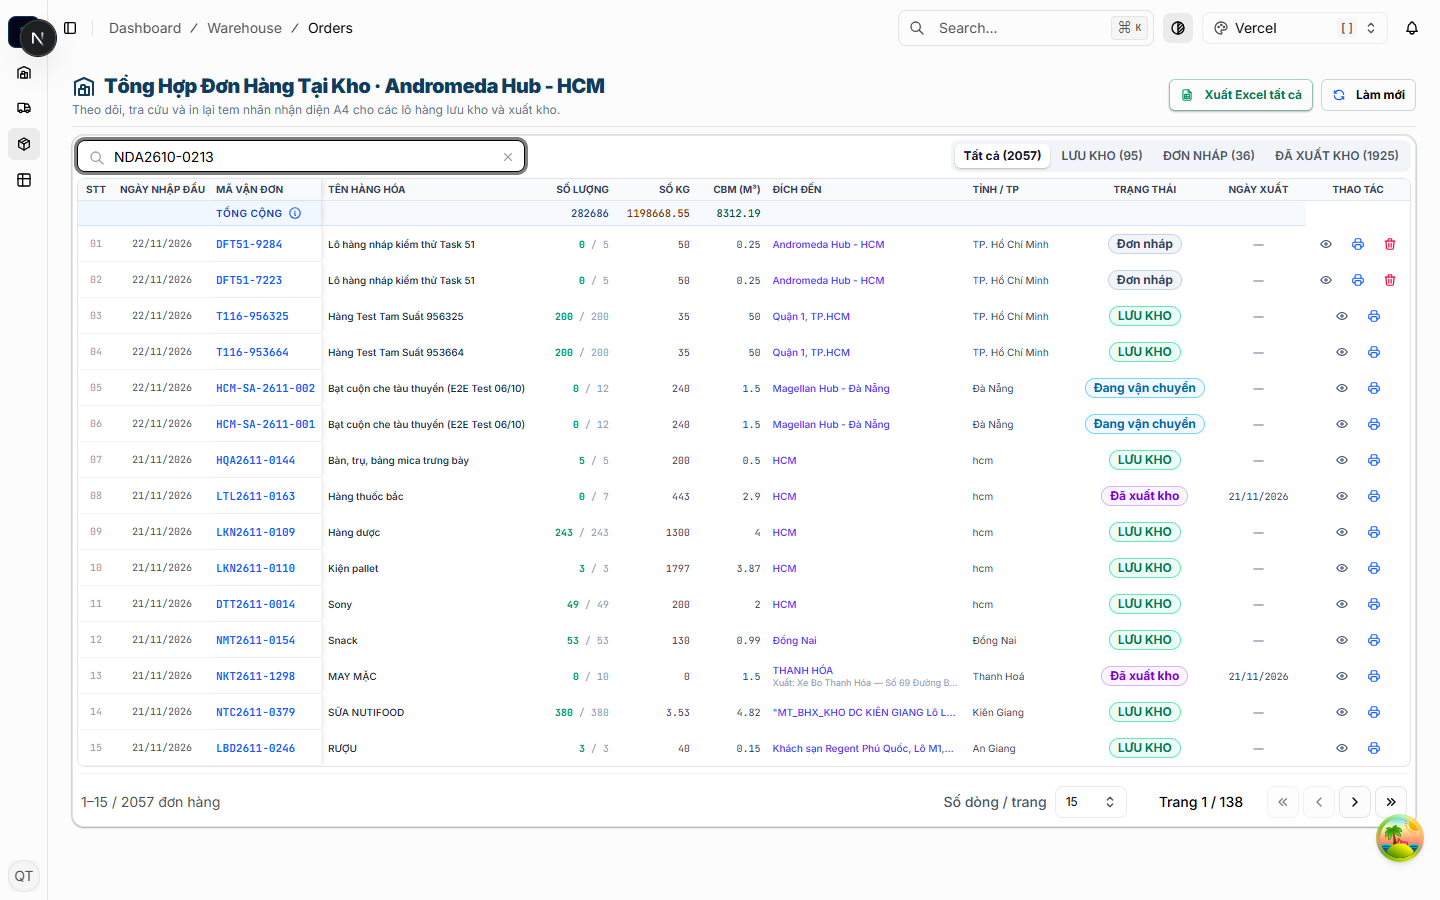 N
Dashboard / Warehouse / Orders
Search...
⌘ K
Vercel
[ ]
Tổng Hợp Đơn Hàng Tại Kho · Andromeda Hub - HCM
Theo dõi, tra cứu và in lại tem nhãn nhận diện A4 cho các lô hàng lưu kho và xuất kho.
Xuất Excel tất cả
Làm mới
NDA2610-0213
Tất cả (2057) LƯU KHO (95) ĐƠN NHÁP (36) ĐÃ XUẤT KHO (1925)
STT NGÀY NHẬP ĐẦU MÃ VẬN ĐƠN TÊN HÀNG HÓA SỐ LƯỢNG SỐ KG CBM (M³) ĐÍCH ĐẾN TỈNH / TP TRẠNG THÁI NGÀY XUẤT THAO TÁC
TỔNG CỘNG 282686 1198668.55 8312.19
01 22/11/2026 DFT51-9284 Lô hàng nháp kiểm thử Task 51 0 / 5 50 0.25 Andromeda Hub - HCM TP. Hồ Chí Minh Đơn nháp —
02 22/11/2026 DFT51-7223 Lô hàng nháp kiểm thử Task 51 0 / 5 50 0.25 Andromeda Hub - HCM TP. Hồ Chí Minh Đơn nháp —
03 22/11/2026 T116-956325 Hàng Test Tam Suất 956325 200 / 200 35 50 Quận 1, TP.HCM TP. Hồ Chí Minh LƯU KHO —
04 22/11/2026 T116-953664 Hàng Test Tam Suất 953664 200 / 200 35 50 Quận 1, TP.HCM TP. Hồ Chí Minh LƯU KHO —
05 22/11/2026 HCM-SA-2611-002 Bạt cuộn che tàu thuyền (E2E Test 06/10) 0 / 12 240 1.5 Magellan Hub - Đà Nẵng Đà Nẵng Đang vận chuyển —
06 22/11/2026 HCM-SA-2611-001 Bạt cuộn che tàu thuyền (E2E Test 06/10) 0 / 12 240 1.5 Magellan Hub - Đà Nẵng Đà Nẵng Đang vận chuyển —
07 21/11/2026 HQA2611-0144 Bàn, trụ, bảng mica trưng bày 5 / 5 200 0.5 HCM hcm LƯU KHO —
08 21/11/2026 LTL2611-0163 Hàng thuốc bắc 0 / 7 443 2.9 HCM hcm Đã xuất kho 21/11/2026
09 21/11/2026 LKN2611-0109 Hàng dược 243 / 243 1300 4 HCM hcm LƯU KHO —
10 21/11/2026 LKN2611-0110 Kiện pallet 3 / 3 1797 3.87 HCM hcm LƯU KHO —
11 21/11/2026 DTT2611-0014 Sony 49 / 49 200 2 HCM hcm LƯU KHO —
12 21/11/2026 NMT2611-0154 Snack 53 / 53 130 0.99 Đồng Nai Đồng Nai LƯU KHO —
13 21/11/2026 NKT2611-1298 MAY MẶC 0 / 10 0 1.5 THANH HÓA Thanh Hoá Đã xuất kho 21/11/2026
Xuất: Xe Bo Thanh Hóa — Số 69 Đường B...
14 21/11/2026 NTC2611-0379 SỮA NUTIFOOD 380 / 380 3.53 4.82 "MT_BHX_KHO DC KIÊN GIANG Lô L... Kiên Giang LƯU KHO —
15 21/11/2026 LBD2611-0246 RƯỢU 3 / 3 40 0.15 Khách sạn Regent Phú Quốc, Lô M1,... An Giang LƯU KHO —
1–15 / 2057 đơn hàng
Số dòng / trang 15 Trang 1 / 138
QT